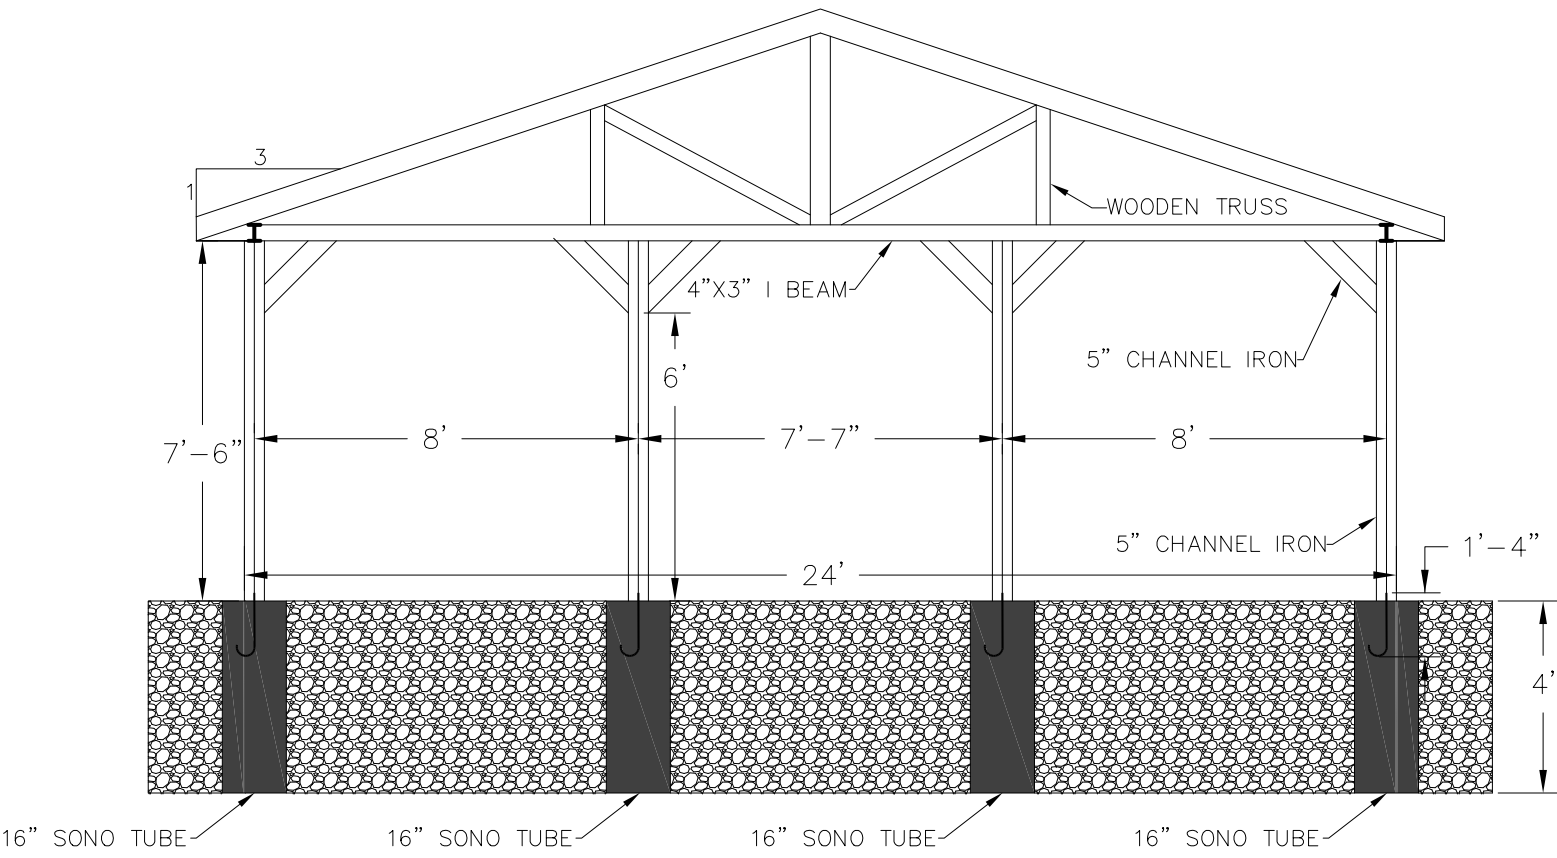 3
1
WOODEN TRUSS
4”X3” I BEAM
5” CHANNEL IRON
6’
7’-6”
8’
7’-7”
8’
5” CHANNEL IRON
1’-4”
24’
4’
16” SONO TUBE
16” SONO TUBE
16” SONO TUBE
16” SONO TUBE